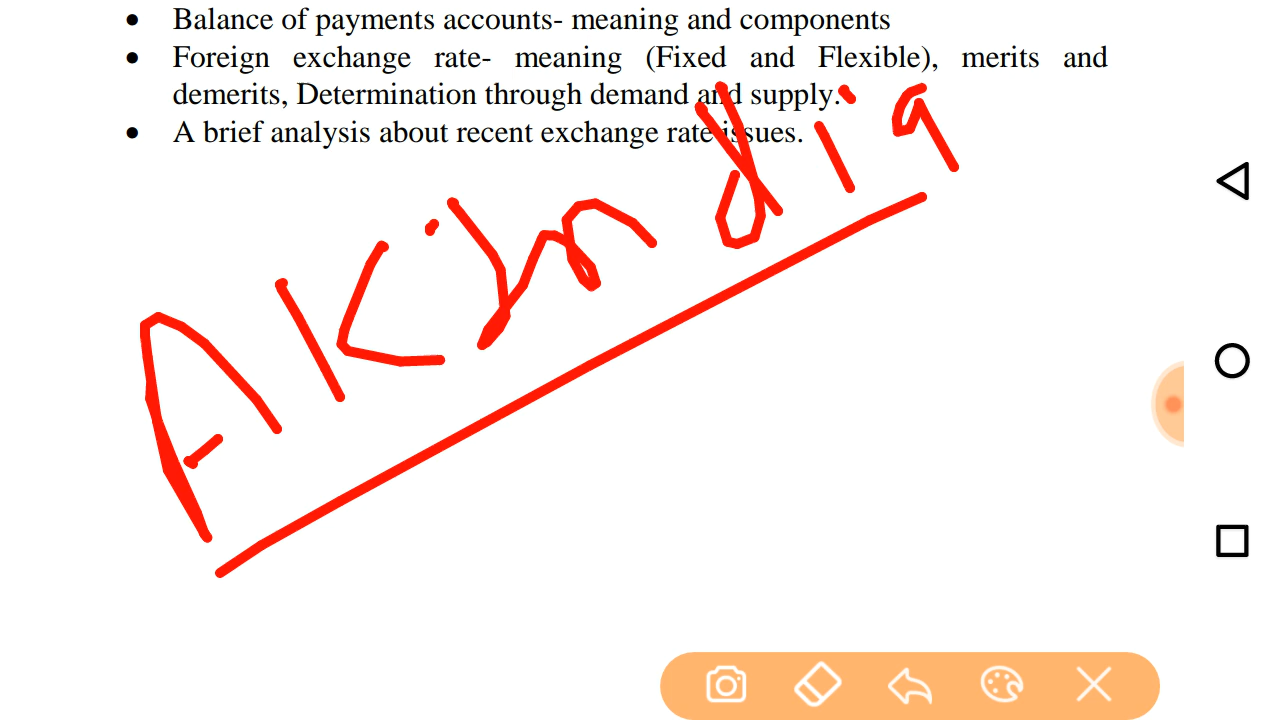 • Balance of payments accounts- meaning and components
• Foreign exchange rate- meaning (Fixed and Flexible), merits and
demerits, Determination through demand and supply.
• A brief analysis about recent exchange rate issues.